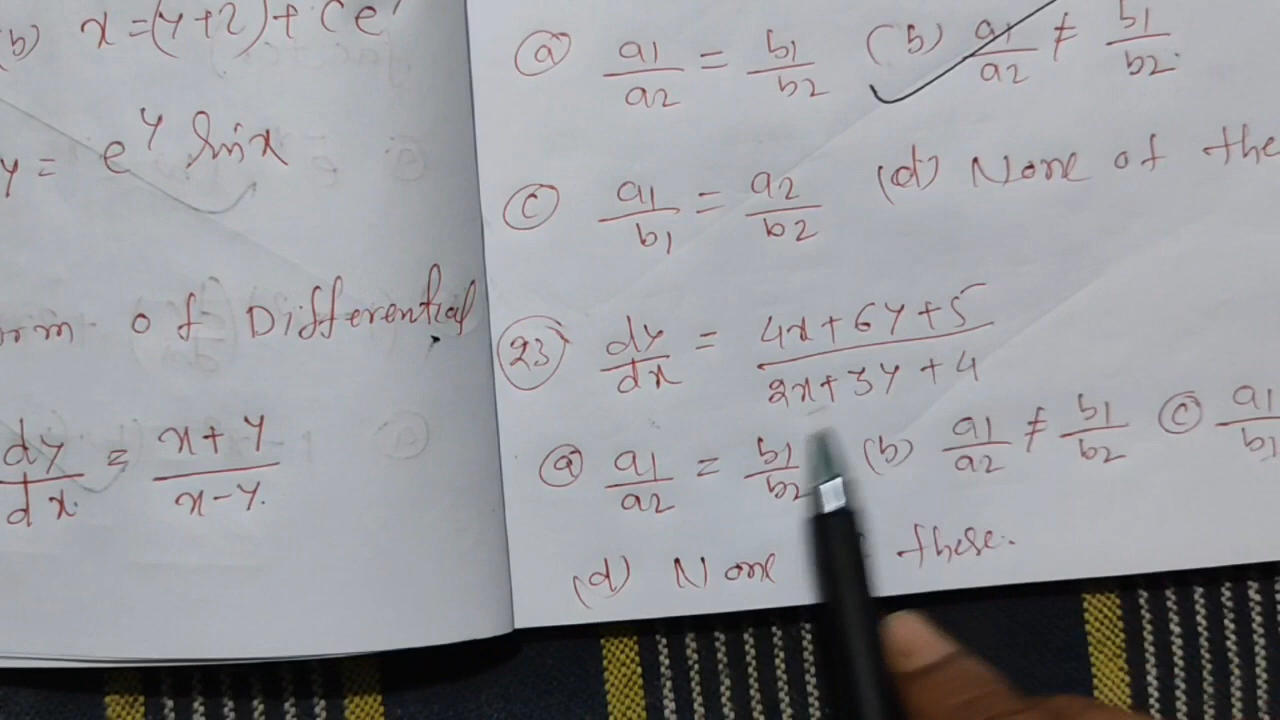 (b) x = (y+2) + Ce^y
y = e^y sin x
of Differential
dy/dx = x+y / x-y.
(a) a1/a2 = b1/b2 (b) a1/a2 ≠ b1/b2.
(c) a1/b1 = a2/b2 (d) None of the
(23) dy/dx = 4x+6y+5 / 2x+3y+4
(a) a1/a2 = b1/b2 (b) a1/a2 ≠ b1/b2 (c) a1/b1
(d) None these.